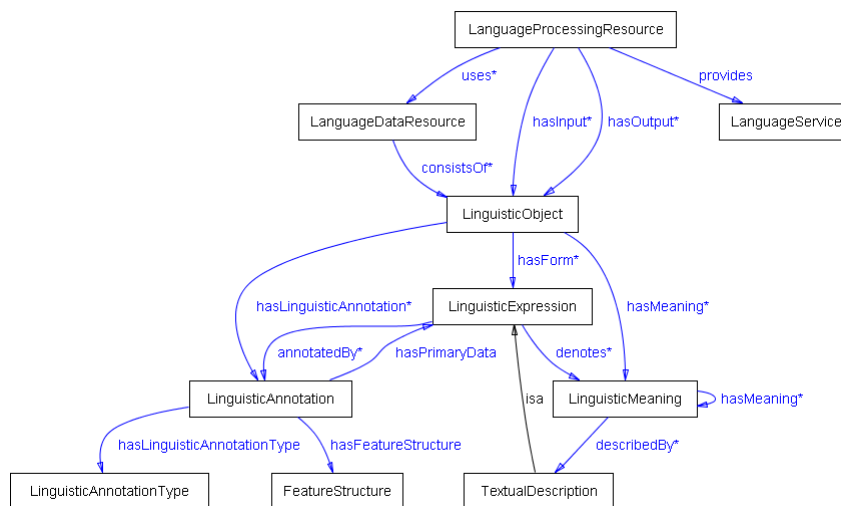 LanguageProcessingResource
uses*
provides
LanguageDataResource
hasInput*
hasOutput*
LanguageService
consistsOf*
LinguisticObject
hasForm*
hasLinguisticAnnotation*
LinguisticExpression
hasMeaning*
annotatedBy*
hasPrimaryData
denotes*
isa
LinguisticAnnotation
LinguisticMeaning
hasMeaning*
hasLinguisticAnnotationType
hasFeatureStructure
describedBy*
LinguisticAnnotationType
FeatureStructure
TextualDescription